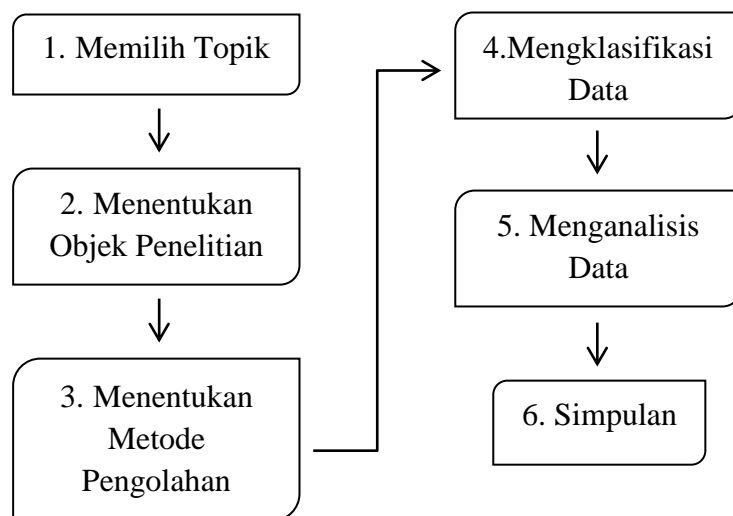 1. Memilih Topik
2. Menentukan
Objek Penelitian
3. Menentukan
Metode
Pengolahan
4.Mengklasifikasi
Data
5. Menganalisis
Data
6. Simpulan